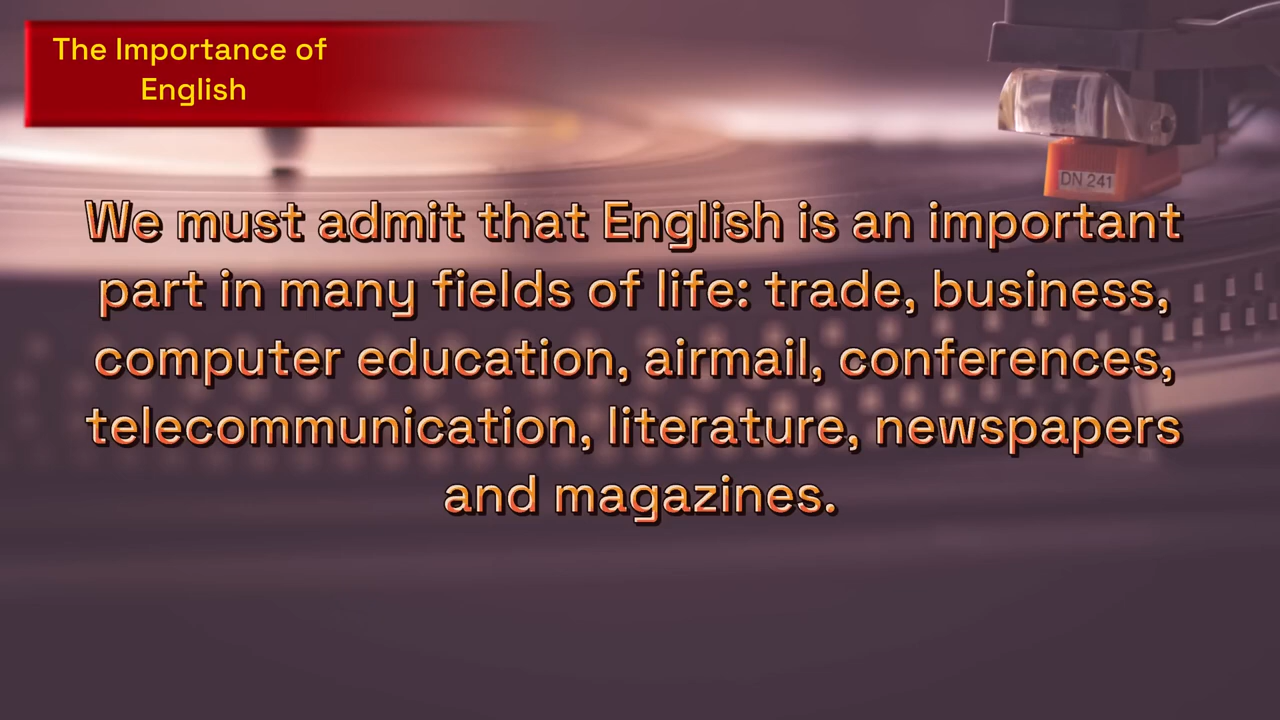 The Importance of
English
DN 241
We must admit that English is an important
part in many fields of life: trade, business,
computer education, airmail, conferences,
telecommunication, literature, newspapers
and magazines.